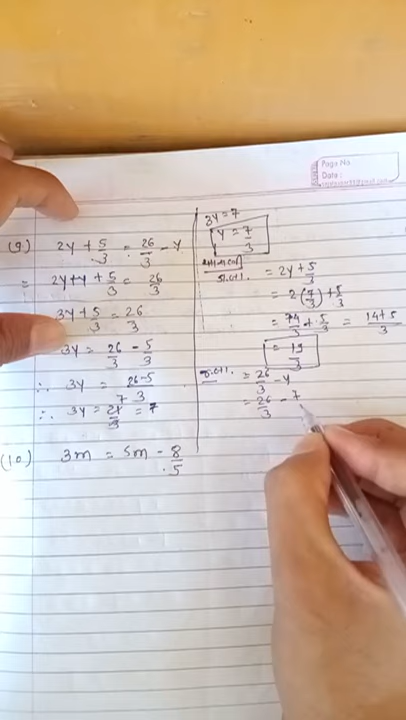 Page No.
Date :
(9) 2y + 5/3 = 26/3 - y
= 2y + y + 5/3 = 26/3
3y + 5/3 = 26/3
3y = 26/3 - 5/3
∴ 3y = 26-5/3
∴ 3y = 21/3 = 7
(10) 3m = 5m - 8/5
3y = 7
y = 7/3
= 2y + 5/3
= 2(7/3) + 5/3
= 14/3 + 5/3 = 14+5/3
= 19/3
= 26/3 - y
= 26/3 - 7